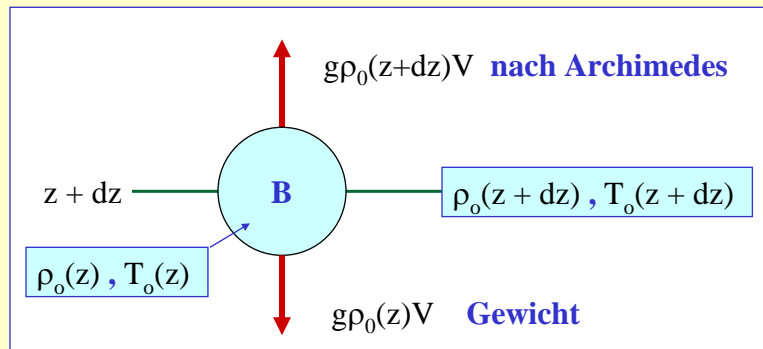 gρ₀(z+dz)V nach Archimedes
z + dz
B
ρₒ(z + dz) , Tₒ(z + dz)
ρₒ(z) , Tₒ(z)
gρ₀(z)V Gewicht